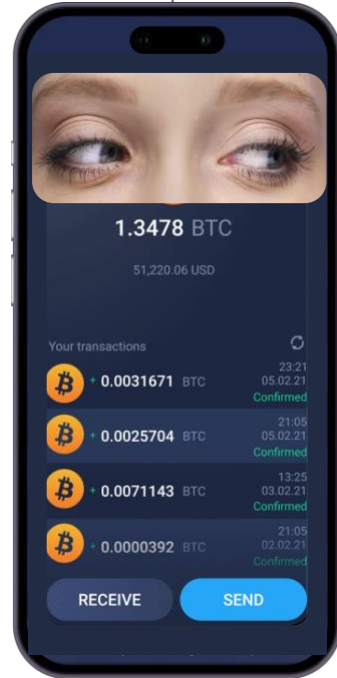 1.3478 BTC
51,220.06 USD
Your transactions
23:21
+ 0.0031671 BTC 05.02.21
Confirmed
21:05
+ 0.0025704 BTC 05.02.21
Confirmed
13:25
+ 0.0071143 BTC 03.02.21
Confirmed
21:05
+ 0.0000392 BTC 02.02.21
Confirmed
RECEIVE SEND